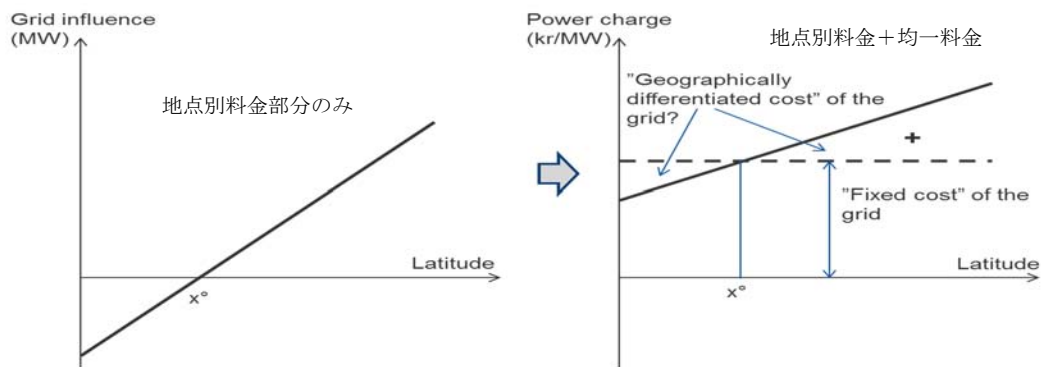 Grid influence
(MW)
地点別料金部分のみ
Latitude
x°
Power charge
(kr/MW)
地点別料金＋均一料金
"Geographically
differentiated cost" of the
grid?
+
"Fixed cost" of the
grid
Latitude
x°